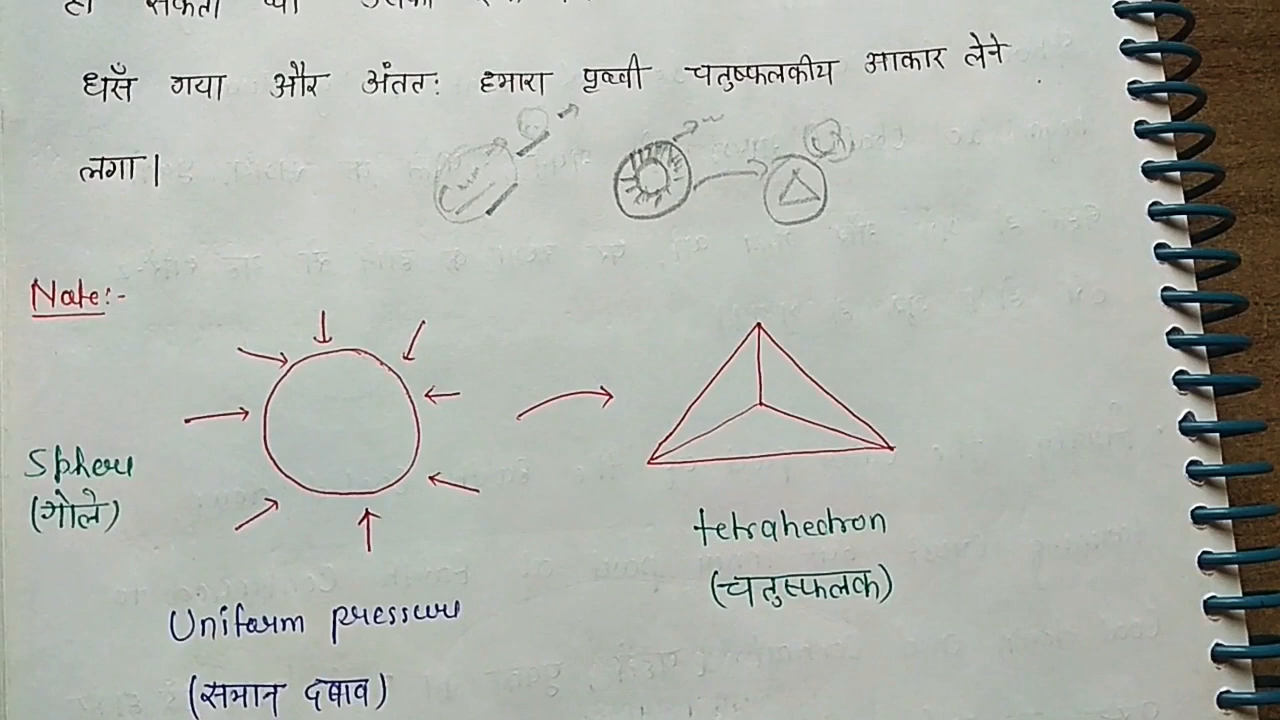 धँस गया और अंततः हमारा पृथ्वी चतुष्फलकीय आकार लेने
लगा।
Note:-
Sphere
(गोले)
tetrahedron
(चतुष्फलक)
Uniform pressure
(समान दबाव)